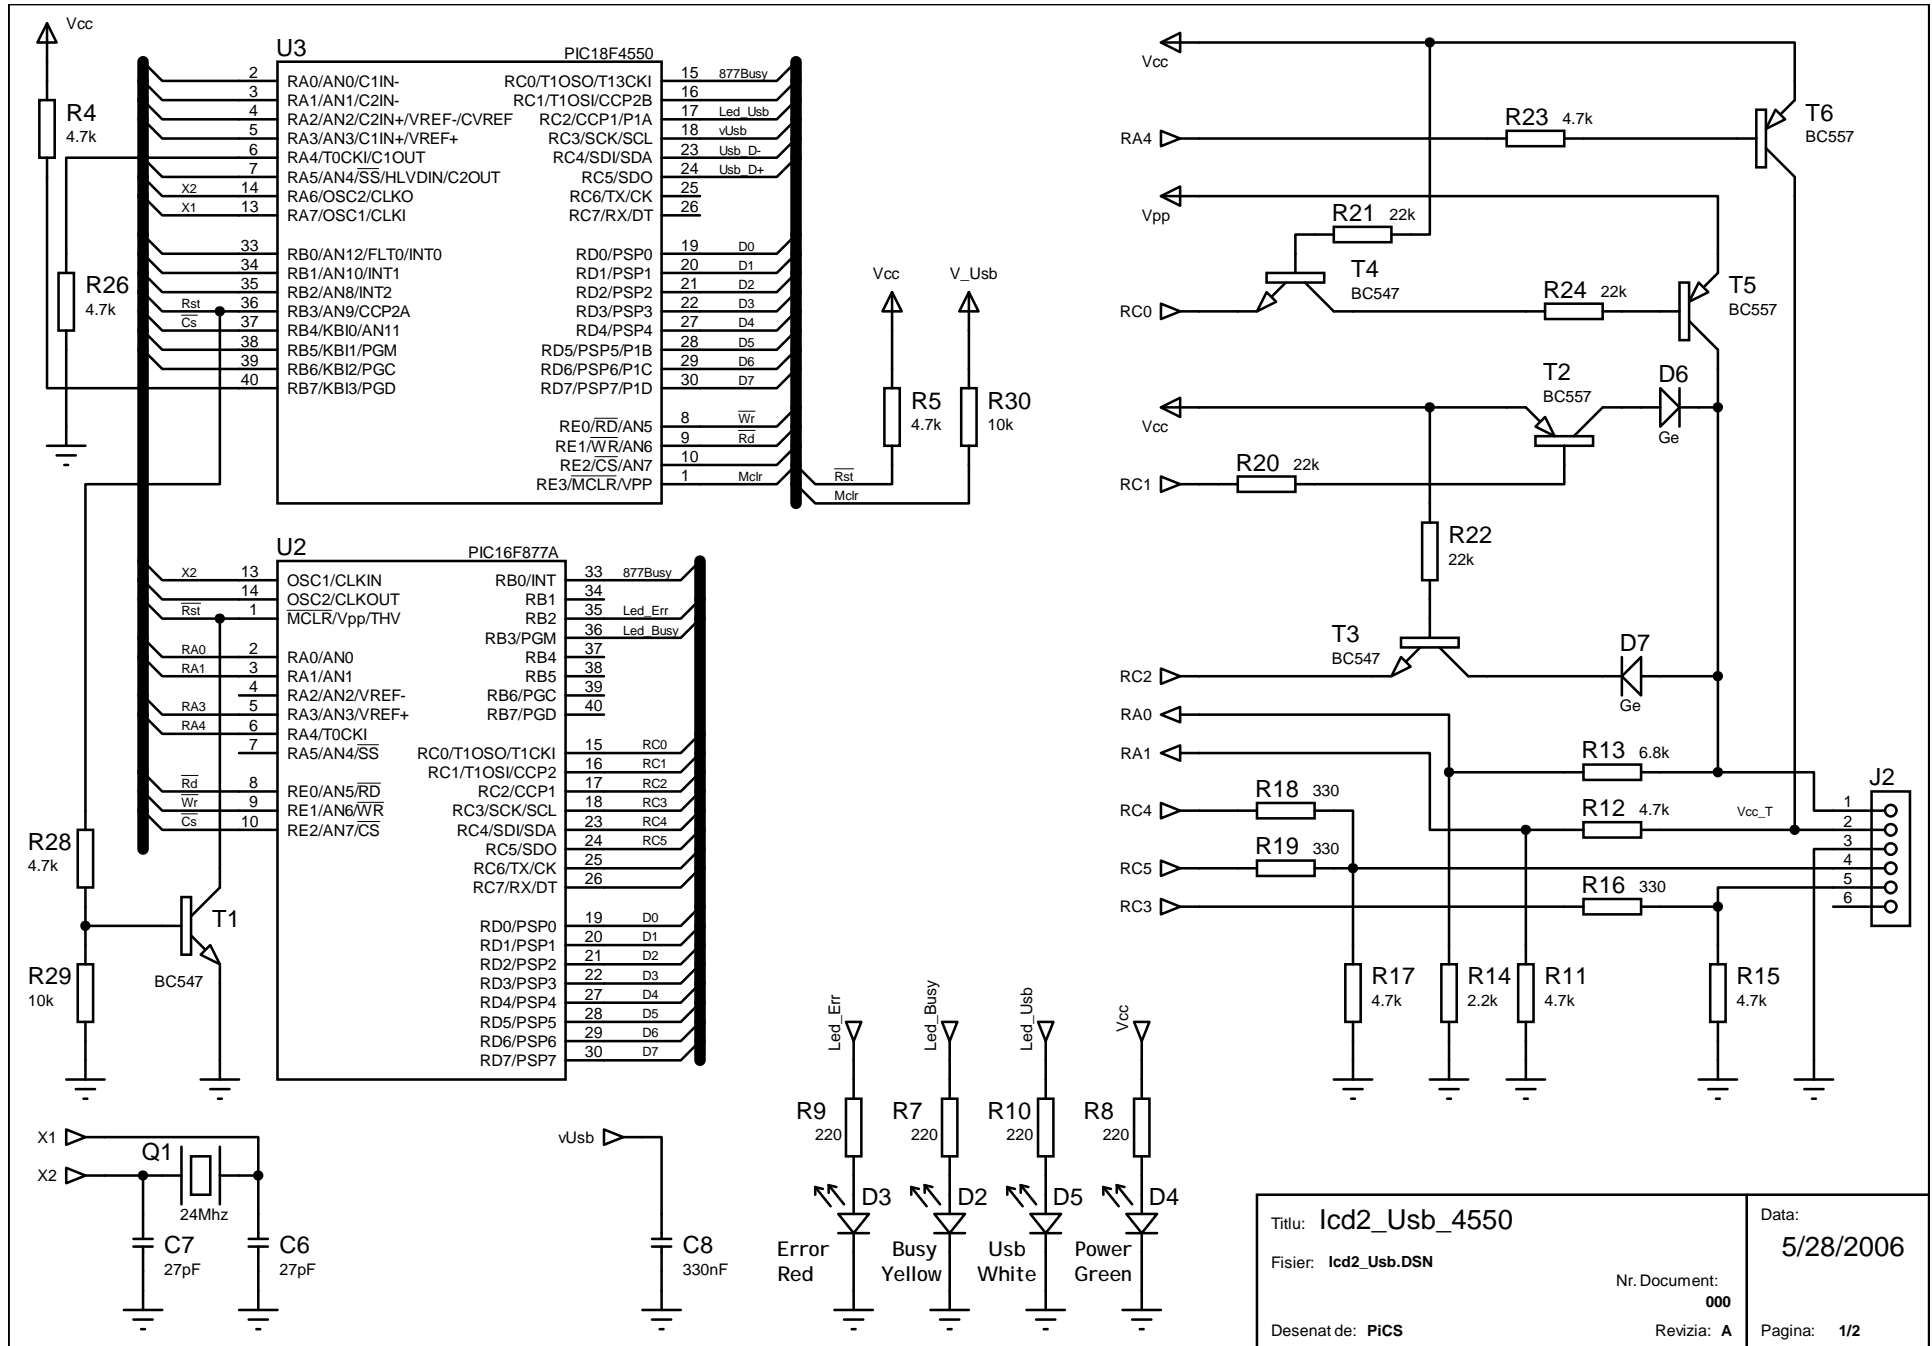 Vcc
R4
4.7k
R26
4.7k
U3
PIC18F4550
2 RA0/AN0/C1IN-
3 RA1/AN1/C2IN-
4 RA2/AN2/C2IN+/VREF-/CVREF
5 RA3/AN3/C1IN+/VREF+
6 RA4/T0CKI/C1OUT
7 RA5/AN4/SS/HLVDIN/C2OUT
X2 14 RA6/OSC2/CLKO
X1 13 RA7/OSC1/CLKI
33 RB0/AN12/FLT0/INT0
34 RB1/AN10/INT1
35 RB2/AN8/INT2
Rst 36 RB3/AN9/CCP2A
Cs 37 RB4/KBI0/AN11
38 RB5/KBI1/PGM
39 RB6/KBI2/PGC
40 RB7/KBI3/PGD
RC0/T1OSO/T13CKI 15 877Busy
RC1/T1OSI/CCP2B 16
RC2/CCP1/P1A 17 Led_Usb
RC3/SCK/SCL 18 vUsb
RC4/SDI/SDA 23 Usb_D-
RC5/SDO 24 Usb_D+
RC6/TX/CK 25
RC7/RX/DT 26
RD0/PSP0 19 D0
RD1/PSP1 20 D1
RD2/PSP2 21 D2
RD3/PSP3 22 D3
RD4/PSP4 27 D4
RD5/PSP5/P1B 28 D5
RD6/PSP6/P1C 29 D6
RD7/PSP7/P1D 30 D7
RE0/RD/AN5 8 Wr
RE1/WR/AN6 9 Rd
RE2/CS/AN7 10
RE3/MCLR/VPP 1 Mclr
Rst
Mclr
Vcc
V_Usb
R5
4.7k
R30
10k
U2
PIC16F877A
X2 13 OSC1/CLKIN
14 OSC2/CLKOUT
Rst 1 MCLR/Vpp/THV
RA0 2 RA0/AN0
RA1 3 RA1/AN1
4 RA2/AN2/VREF-
RA3 5 RA3/AN3/VREF+
RA4 6 RA4/T0CKI
7 RA5/AN4/SS
Rd 8 RE0/AN5/RD
Wr 9 RE1/AN6/WR
Cs 10 RE2/AN7/CS
RB0/INT 33 877Busy
RB1 34
RB2 35 Led_Err
RB3/PGM 36 Led_Busy
RB4 37
RB5 38
RB6/PGC 39
RB7/PGD 40
RC0/T1OSO/T1CKI 15 RC0
RC1/T1OSI/CCP2 16 RC1
RC2/CCP1 17 RC2
RC3/SCK/SCL 18 RC3
RC4/SDI/SDA 23 RC4
RC5/SDO 24 RC5
RC6/TX/CK 25
RC7/RX/DT 26
RD0/PSP0 19 D0
RD1/PSP1 20 D1
RD2/PSP2 21 D2
RD3/PSP3 22 D3
RD4/PSP4 27 D4
RD5/PSP5 28 D5
RD6/PSP6 29 D6
RD7/PSP7 30 D7
R28
4.7k
R29
10k
T1
BC547
X1
X2
Q1
24Mhz
C7
27pF
C6
27pF
vUsb
C8
330nF
Led_Err
Led_Busy
Led_Usb
Vcc
R9
220
R7
220
R10
220
R8
220
D3
D2
D5
D4
Error
Red
Busy
Yellow
Usb
White
Power
Green
Vcc
RA4
R23 4.7k
T6
BC557
Vpp
R21 22k
T4
BC547
RC0
R24 22k
T5
BC557
T2
BC557
D6
Ge
Vcc
RC1
R20 22k
R22
22k
T3
BC547
D7
Ge
RC2
RA0
RA1
R13 6.8k
RC4
R18 330
R12 4.7k
Vcc_T
RC5
R19 330
R16 330
RC3
J2
1
2
3
4
5
6
R17
4.7k
R14
2.2k
R11
4.7k
R15
4.7k
Titlu: Icd2_Usb_4550
Fisier: Icd2_Usb.DSN
Nr. Document:
000
Desenat de: PiCS
Revizia: A
Data:
5/28/2006
Pagina: 1/2